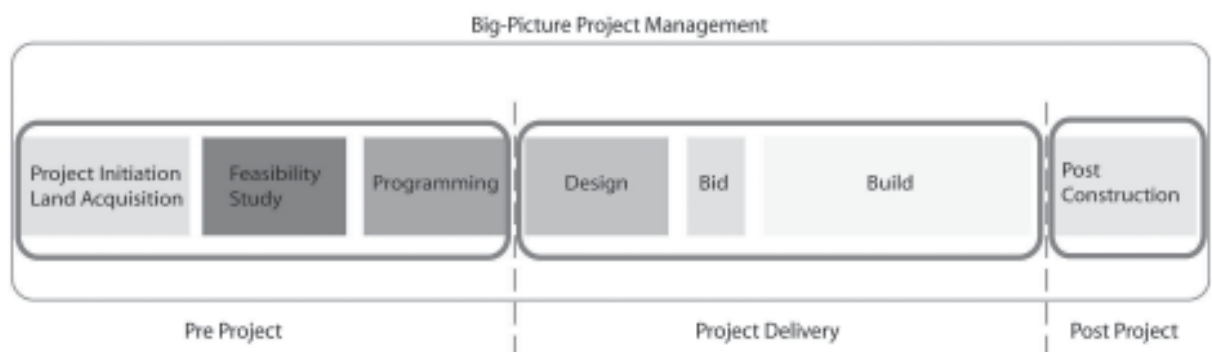 Big-Picture Project Management
Project Initiation
Land Acquisition
Feasibility
Study
Programming
Design
Bid
Build
Post
Construction
Pre Project
Project Delivery
Post Project